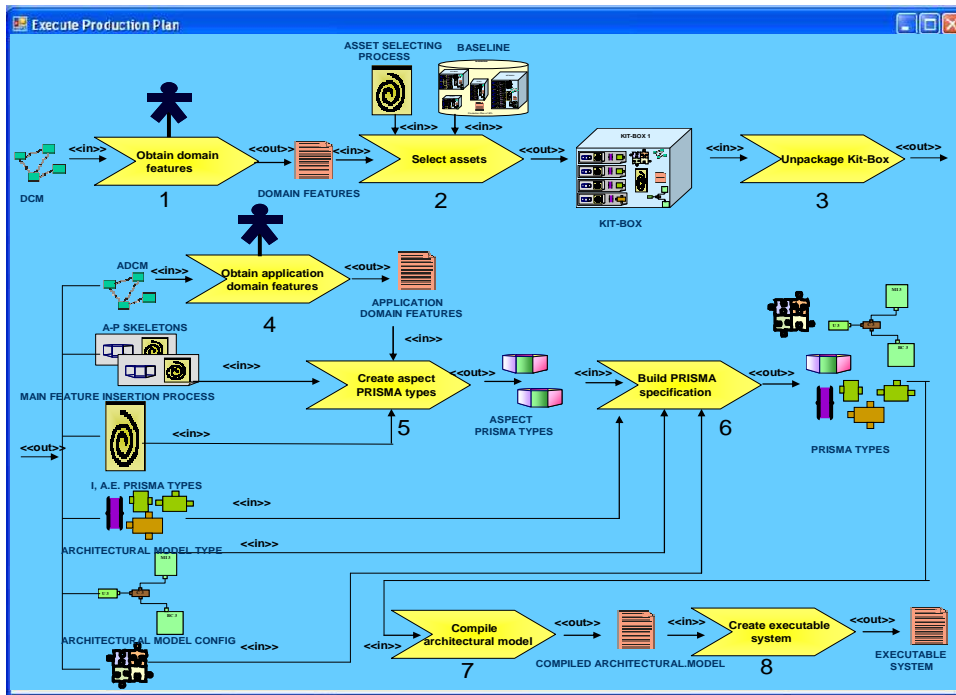 Execute Production Plan
ASSET SELECTING
PROCESS
BASELINE
<<in>>
<<in>>
<<in>>
Obtain domain
features
<<out>>
<<in>>
Select assets
<<out>>
KIT-BOX 1
<<in>>
Unpackage Kit-Box
<<out>>
DCM
1
DOMAIN FEATURES
2
KIT-BOX
3
ADCM
<<in>>
Obtain application
domain features
<<out>>
4
APPLICATION
DOMAIN FEATURES
A-P SKELETONS
<<in>>
<<in>>
Create aspect
PRISMA types
<<out>>
<<in>>
Build PRISMA
specification
<<out>>
MAIN FEATURE INSERTION PROCESS
5
ASPECT
PRISMA TYPES
6
PRISMA TYPES
<<in>>
<<out>>
I, A.E. PRISMA TYPES
<<in>>
ARCHITECTURAL MODEL TYPE
<<in>>
ARCHITECTURAL MODEL CONFIG
<<in>>
<<in>>
Compile
architectural model
<<out>>
<<in>>
Create executable
system
<<out>>
7
COMPILED ARCHITECTURAL.MODEL
8
EXECUTABLE
SYSTEM